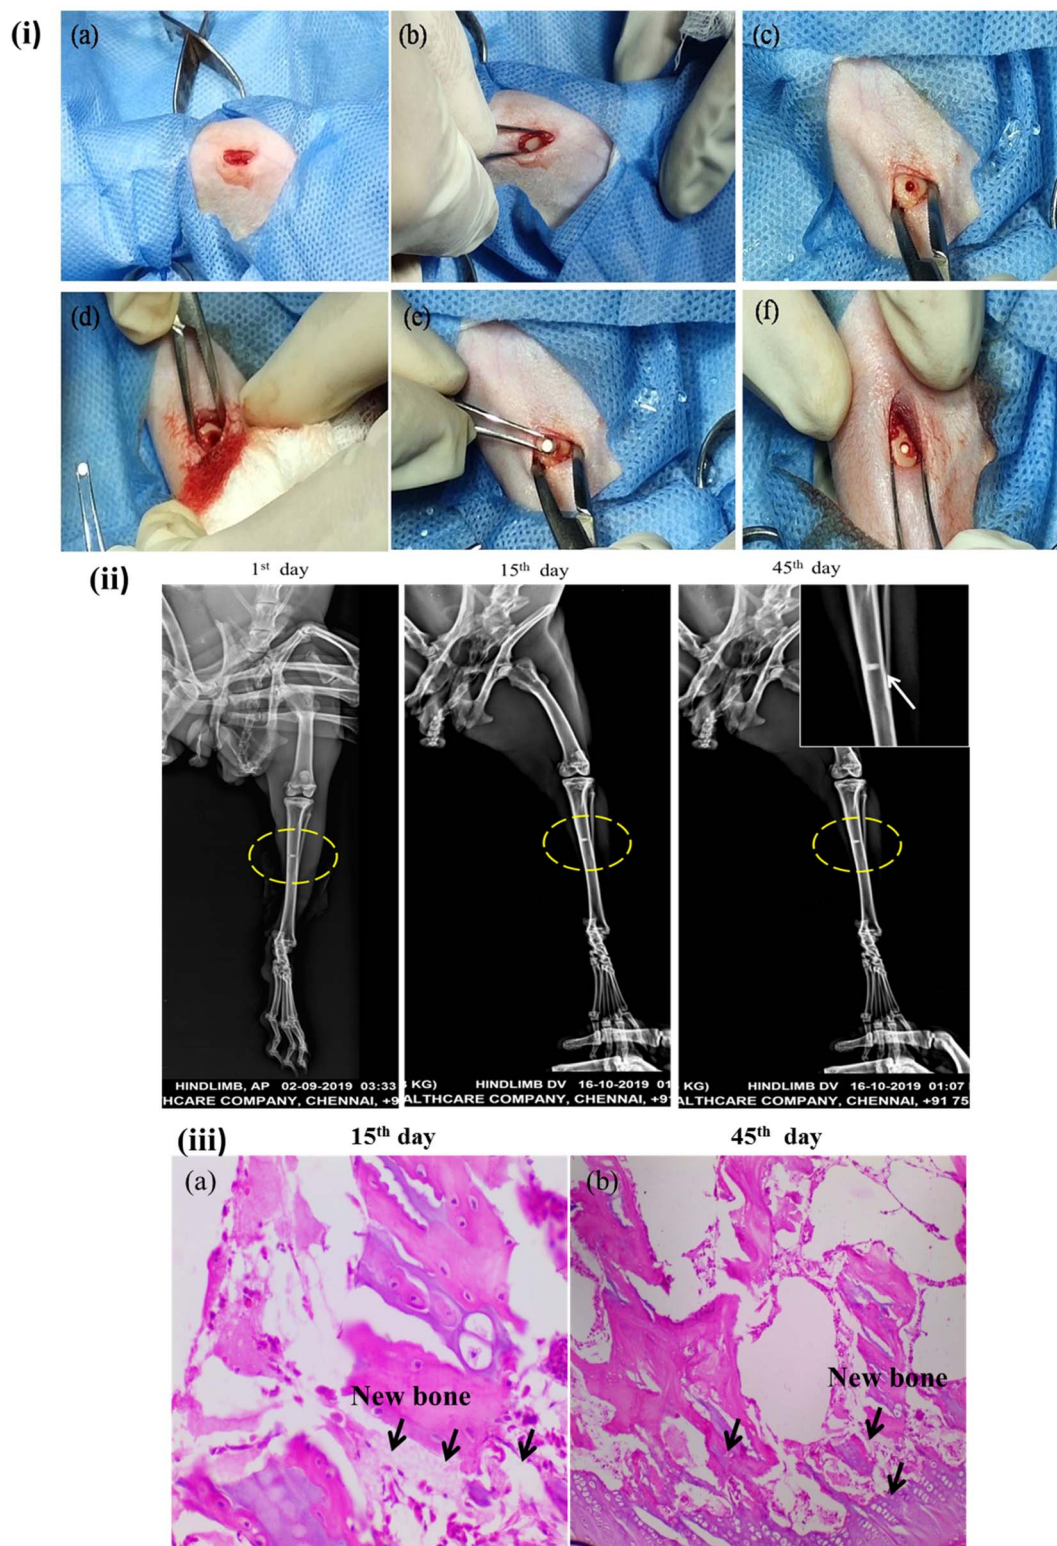 (i)
(a)
(b)
(c)
(d)
(e)
(f)
(ii)
1st day
15th day
45th day
HINDLIMB, AP 02-09-2019 03:33
HCARE COMPANY, CHENNAI, +9
KG) HINDLIMB DV 16-10-2019 01
ALTHCARE COMPANY, CHENNAI, +9
KG) HINDLIMB DV 16-10-2019 01:07
ALTHCARE COMPANY, CHENNAI, +91 75
(iii)
15th day
45th day
(a)
New bone
(b)
New bone